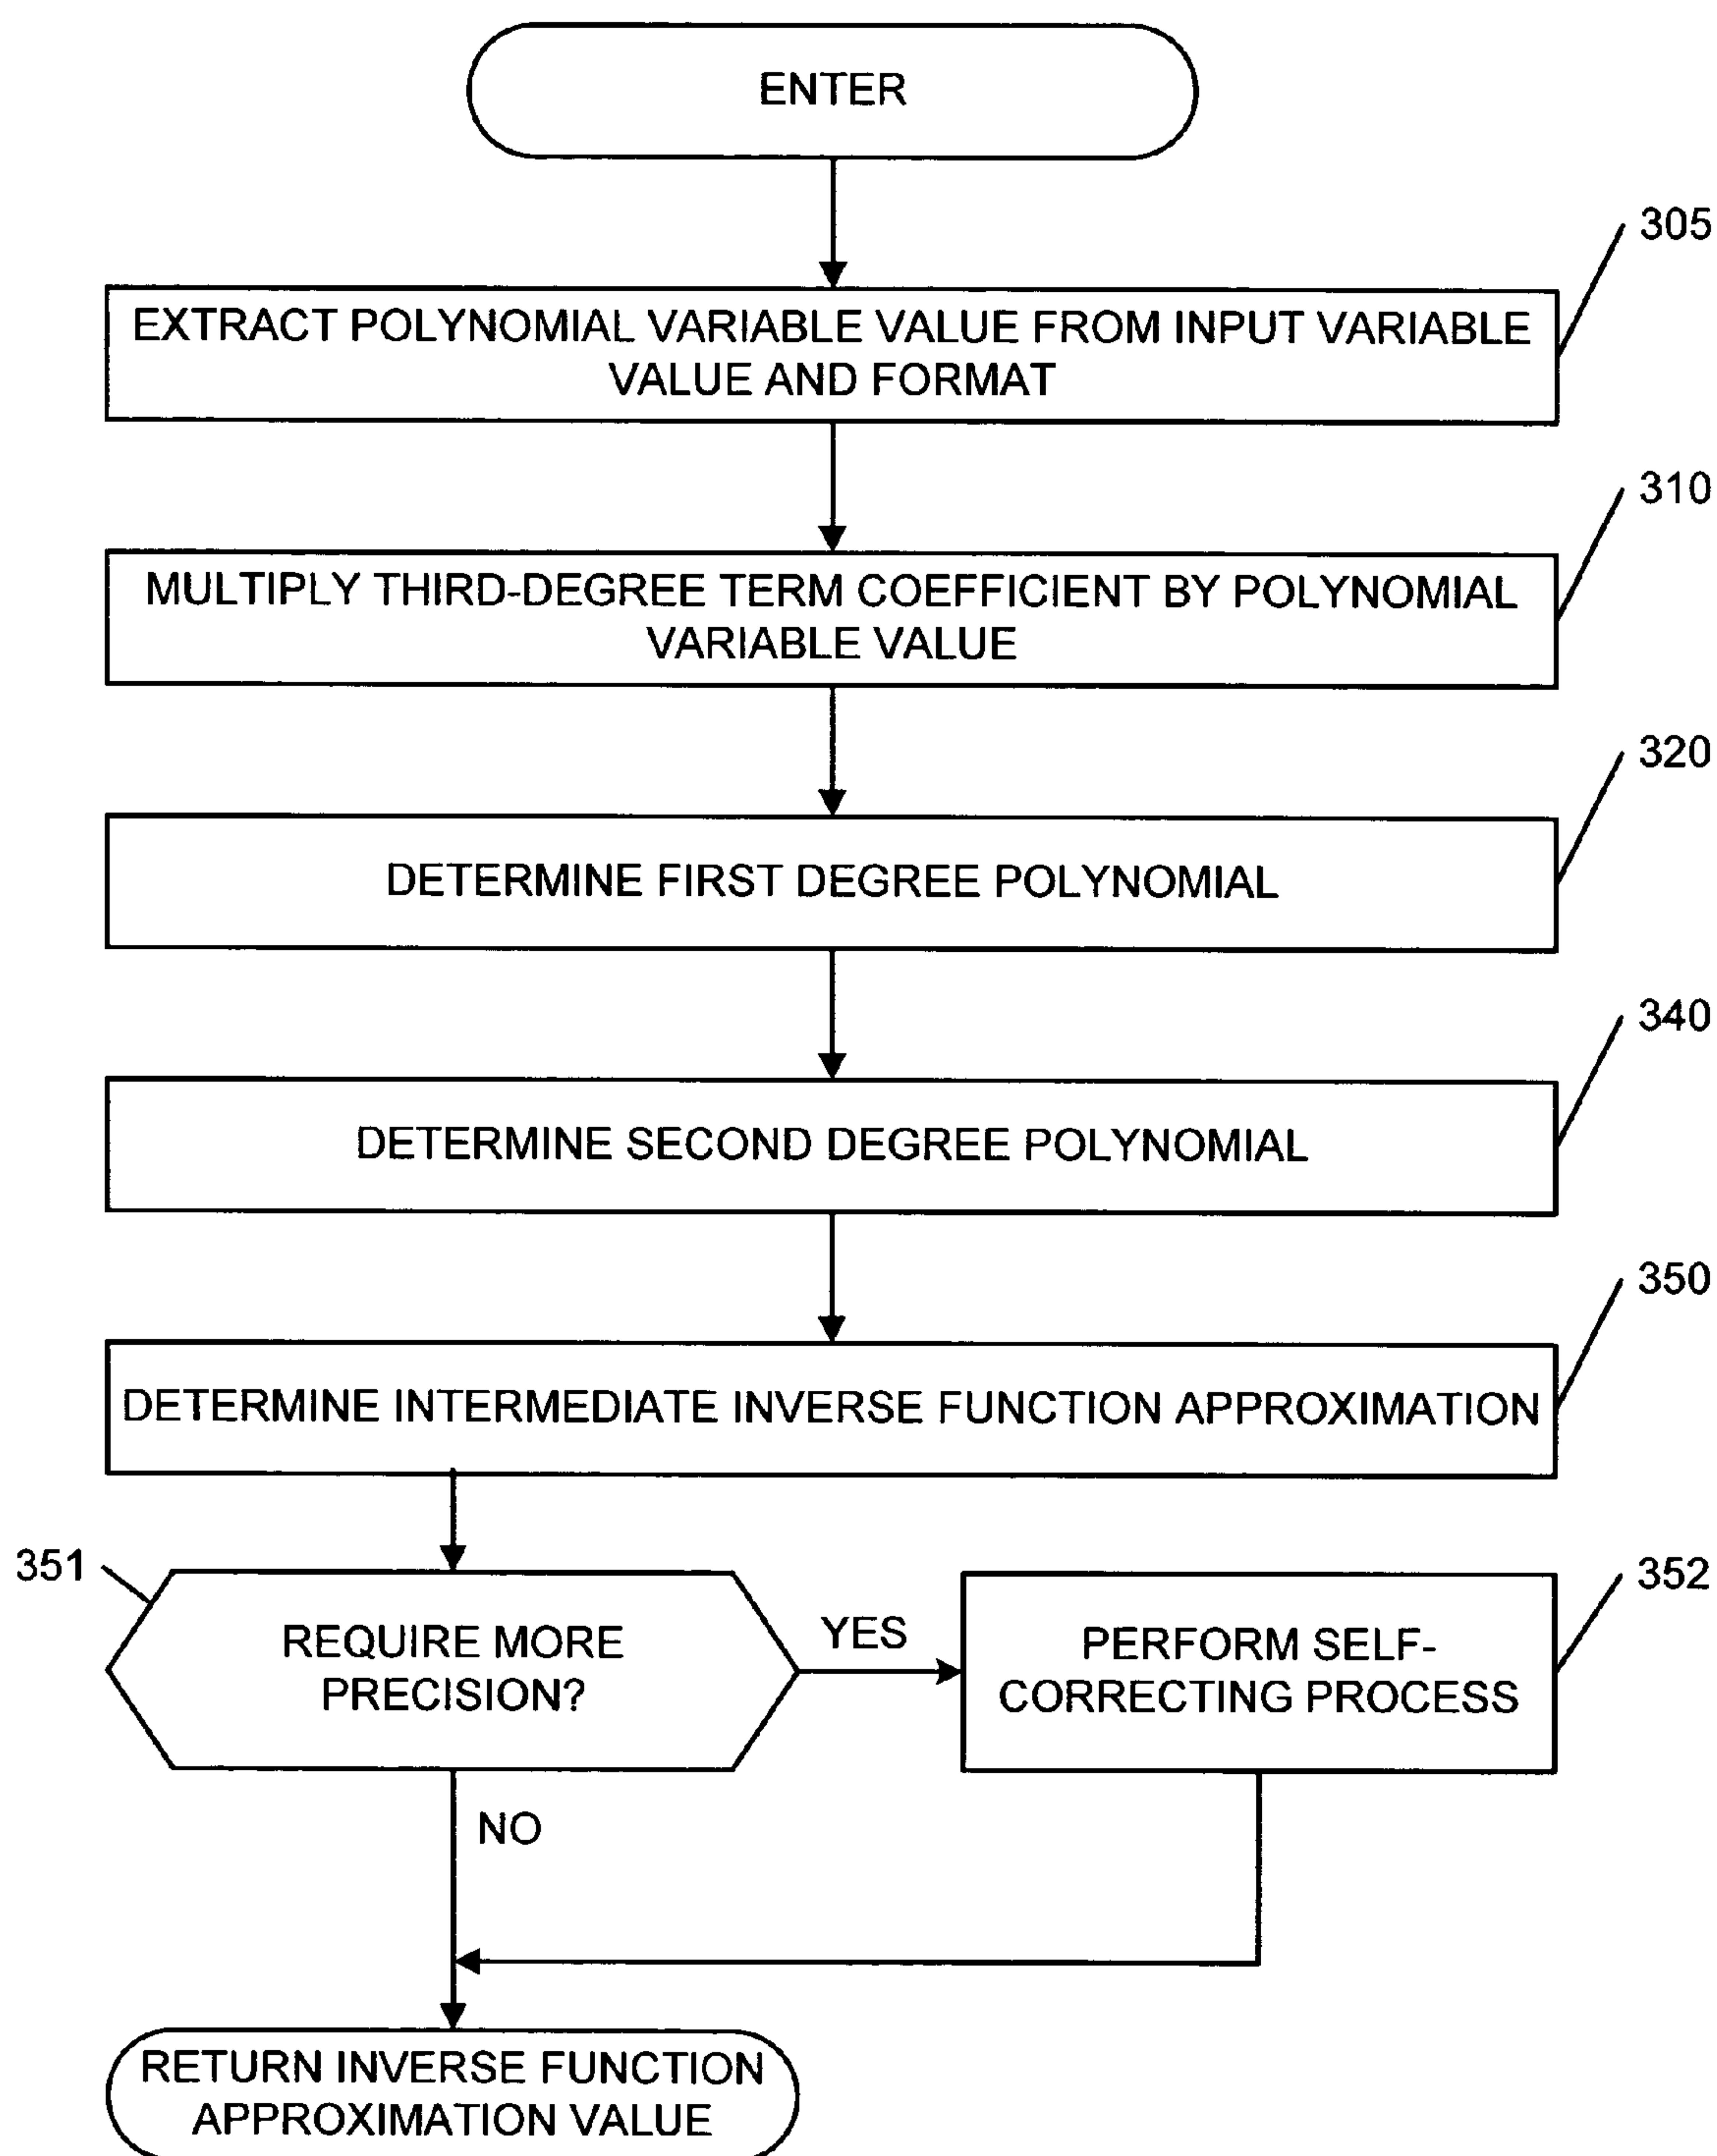 ENTER
305
EXTRACT POLYNOMIAL VARIABLE VALUE FROM INPUT VARIABLE
VALUE AND FORMAT
310
MULTIPLY THIRD-DEGREE TERM COEFFICIENT BY POLYNOMIAL
VARIABLE VALUE
320
DETERMINE FIRST DEGREE POLYNOMIAL
340
DETERMINE SECOND DEGREE POLYNOMIAL
350
DETERMINE INTERMEDIATE INVERSE FUNCTION APPROXIMATION
351
REQUIRE MORE
PRECISION?
YES
352
PERFORM SELF-
CORRECTING PROCESS
NO
RETURN INVERSE FUNCTION
APPROXIMATION VALUE